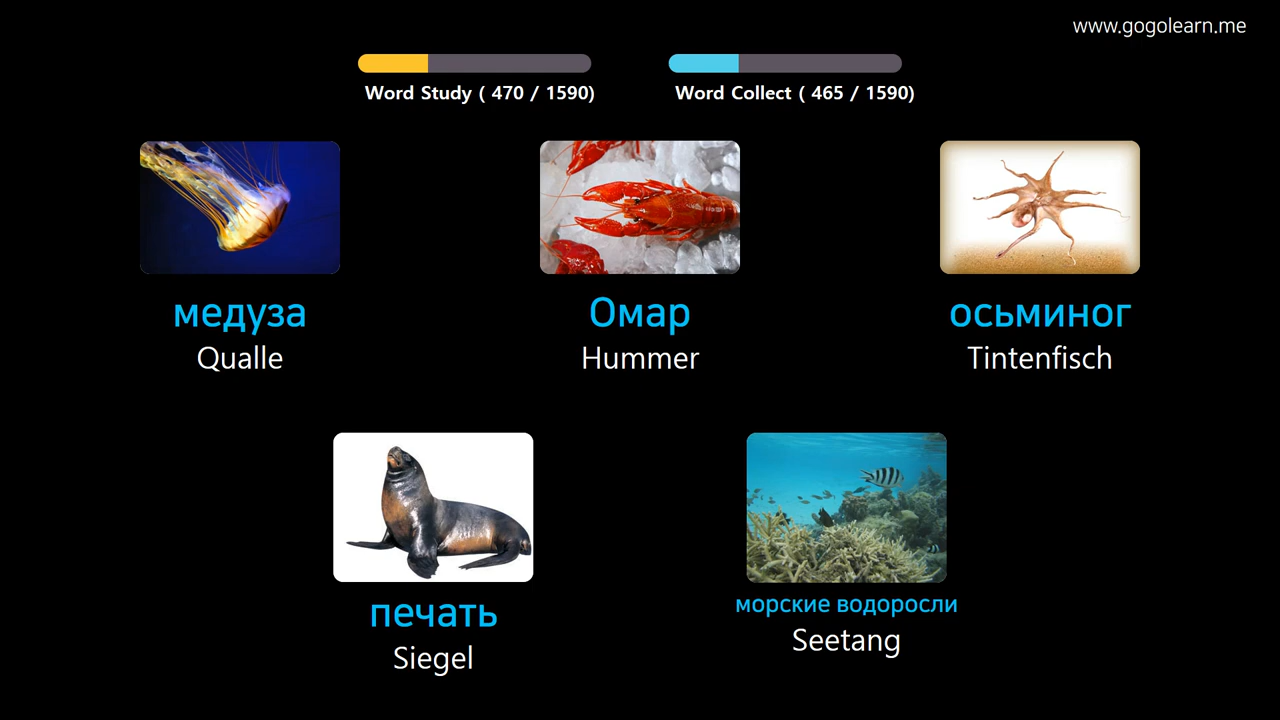 www.gogolearn.me
Word Study ( 470 / 1590)
Word Collect ( 465 / 1590)
медуза
Qualle
Омар
Hummer
осьминог
Tintenfisch
печать
Siegel
морские водоросли
Seetang